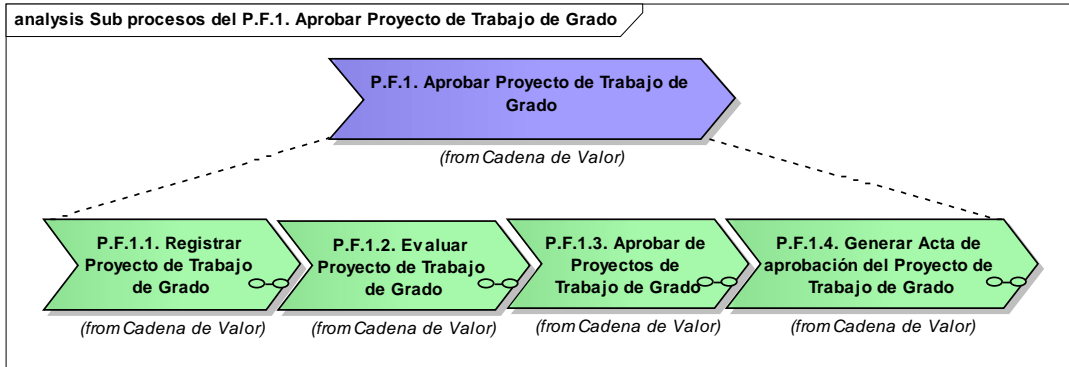 analysis Sub procesos del P.F.1. Aprobar Proyecto de Trabajo de Grado
P.F.1. Aprobar Proyecto de Trabajo de
Grado
(from Cadena de Valor)
P.F.1.1. Registrar
Proyecto de Trabajo
de Grado
(from Cadena de Valor)
P.F.1.2. Evaluar
Proyecto de Trabajo
de Grado
(from Cadena de Valor)
P.F.1.3. Aprobar de
Proyectos de
Trabajo de Grado
(from Cadena de Valor)
P.F.1.4. Generar Acta de
aprobación del Proyecto de
Trabajo de Grado
(from Cadena de Valor)